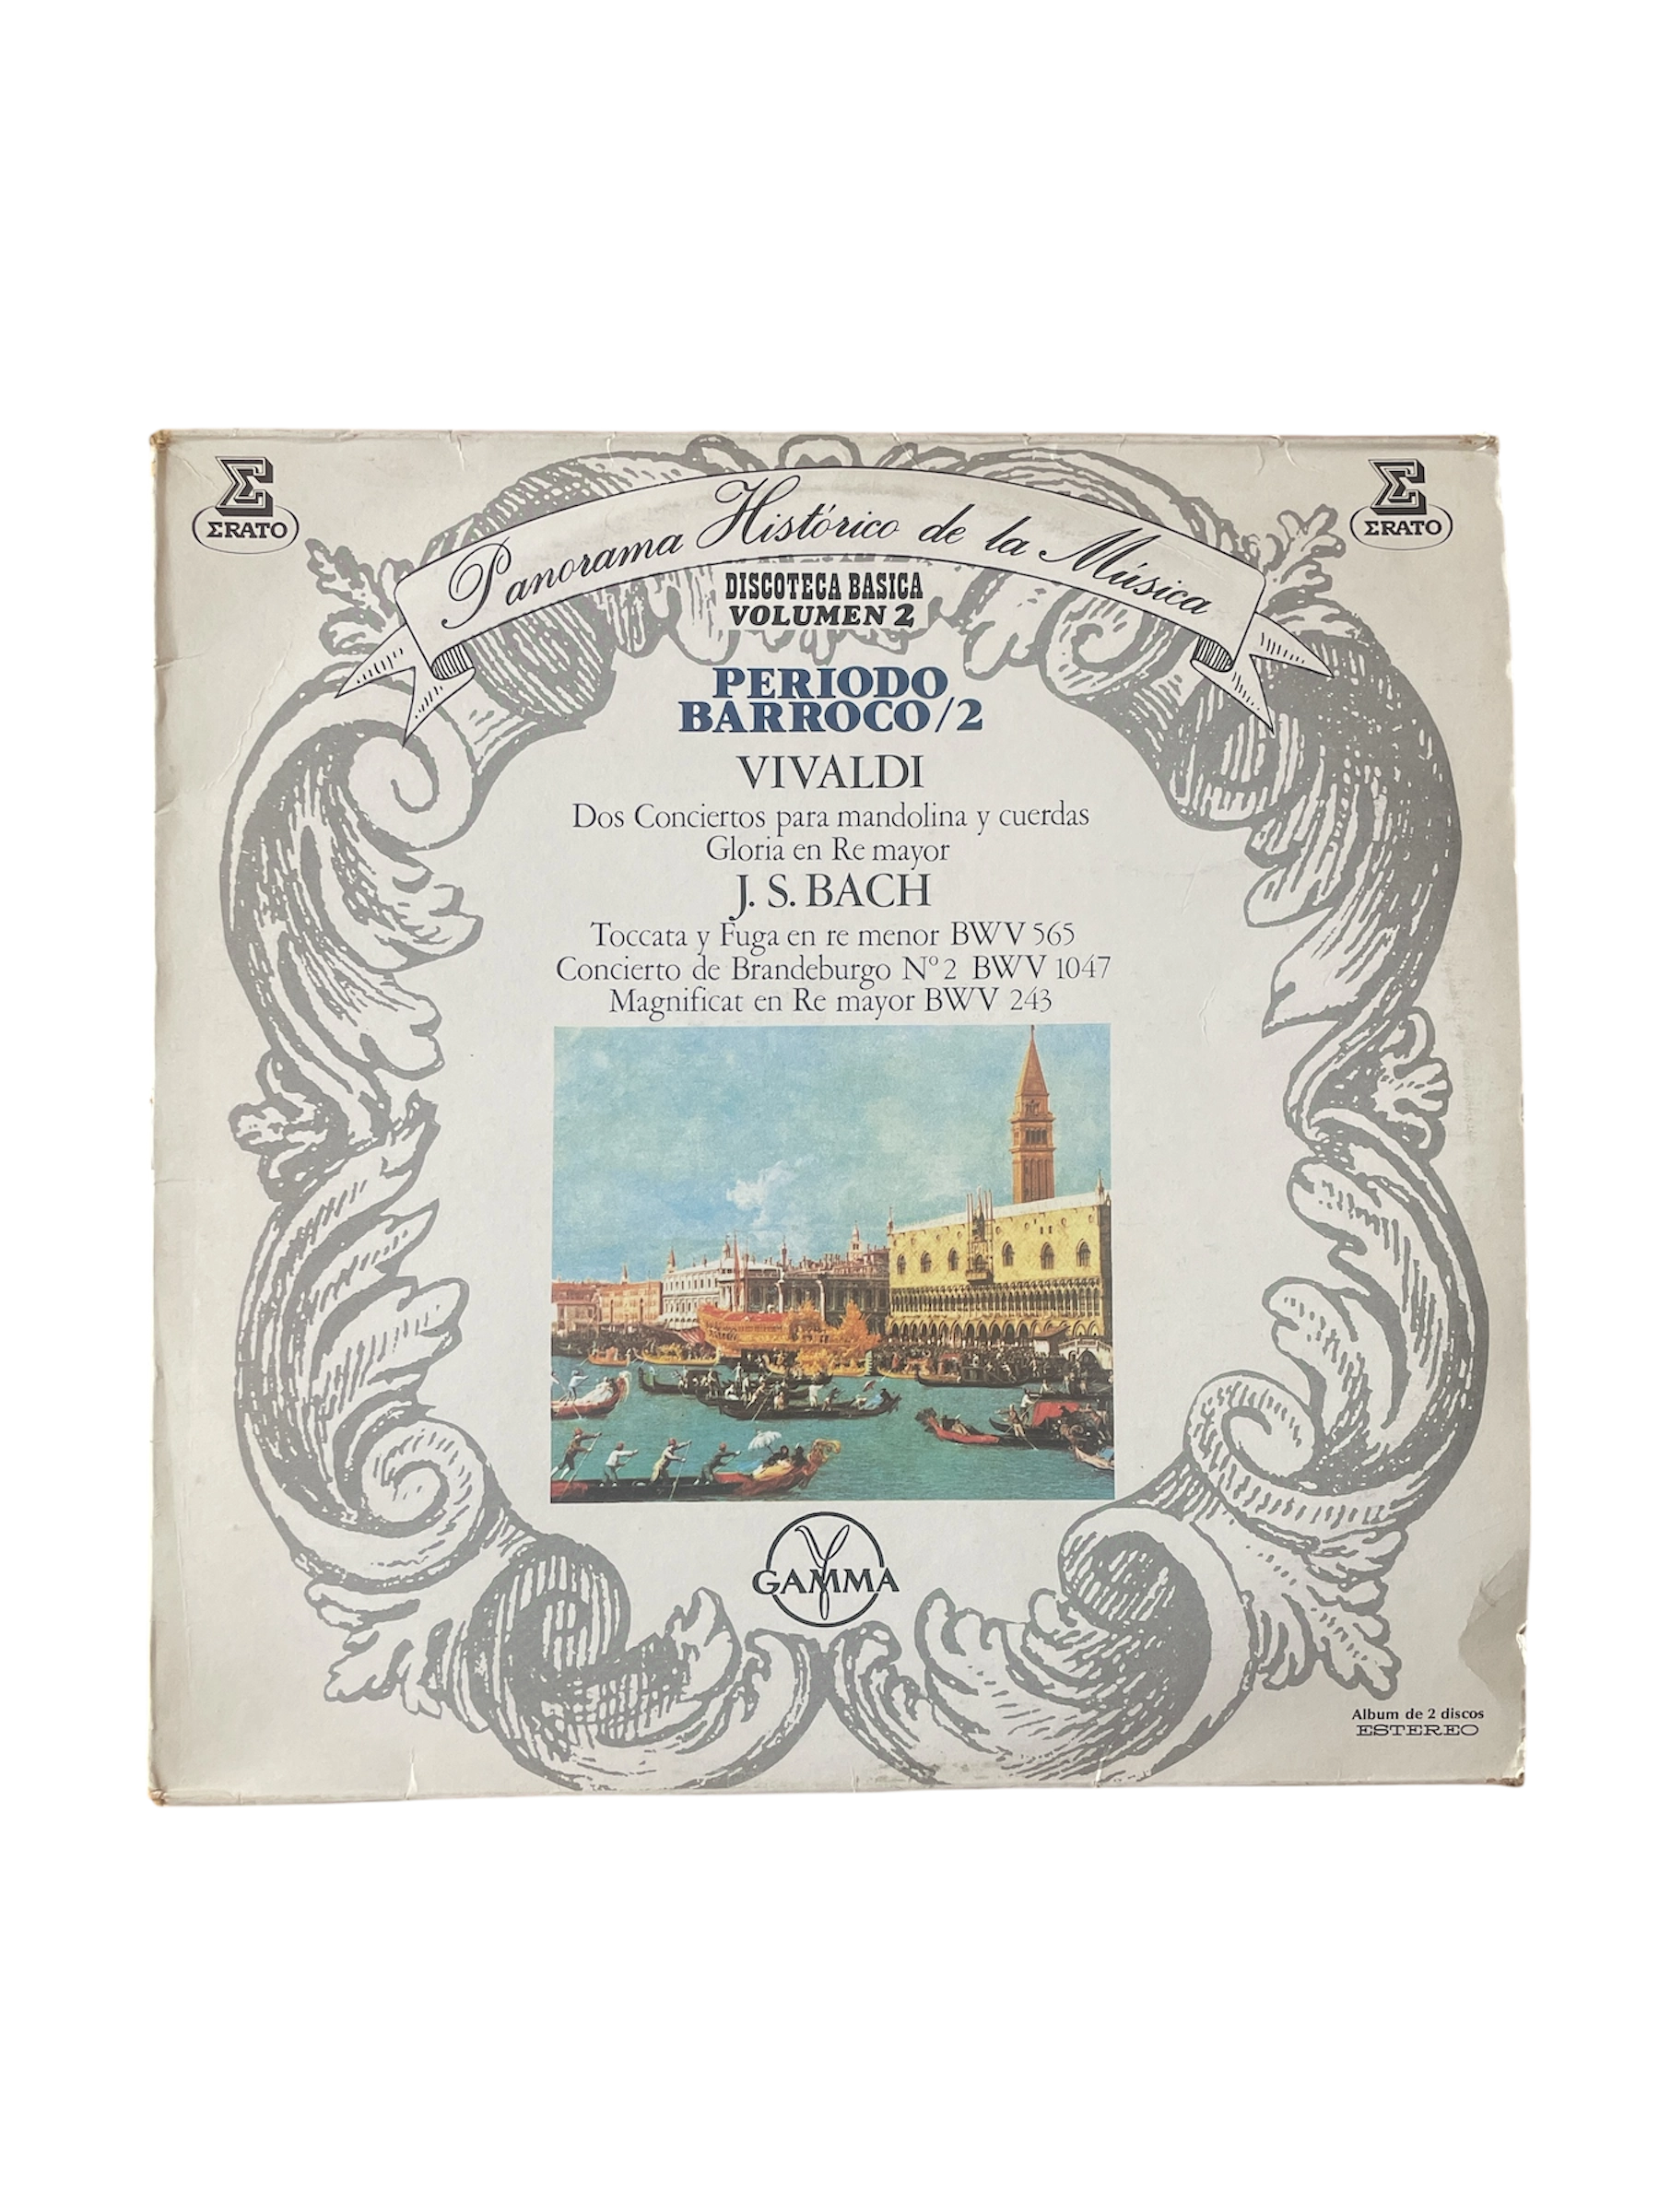 ΣRATO
ΣRATO
Panorama Histórico de la Música
DISCOTECA BASICA
VOLUMEN 2
PERIODO
BARROCO/2
VIVALDI
Dos Conciertos para mandolina y cuerdas
Gloria en Re mayor
J. S. BACH
Toccata y Fuga en re menor BWV 565
Concierto de Brandeburgo Nº 2 BWV 1047
Magnificat en Re mayor BWV 243
GAMMA
Album de 2 discos
ESTEREO